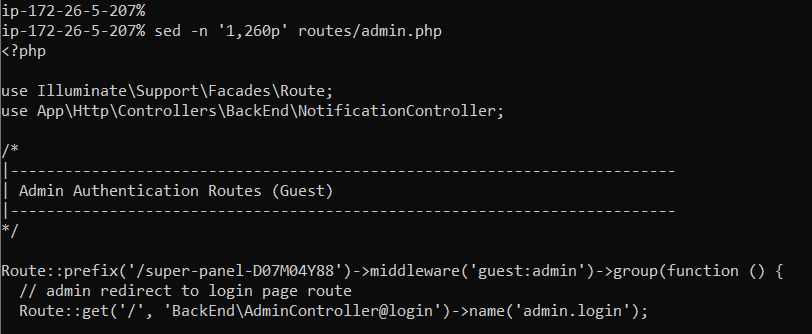 ip-172-26-5-207%
ip-172-26-5-207% sed -n '1,260p' routes/admin.php
<?php

use Illuminate\Support\Facades\Route;
use App\Http\Controllers\BackEnd\NotificationController;

/*
|--------------------------------------------------------------------------
| Admin Authentication Routes (Guest)
|--------------------------------------------------------------------------
*/

Route::prefix('/super-panel-D07M04Y88')->middleware('guest:admin')->group(function () {
  // admin redirect to login page route
  Route::get('/', 'BackEnd\AdminController@login')->name('admin.login');